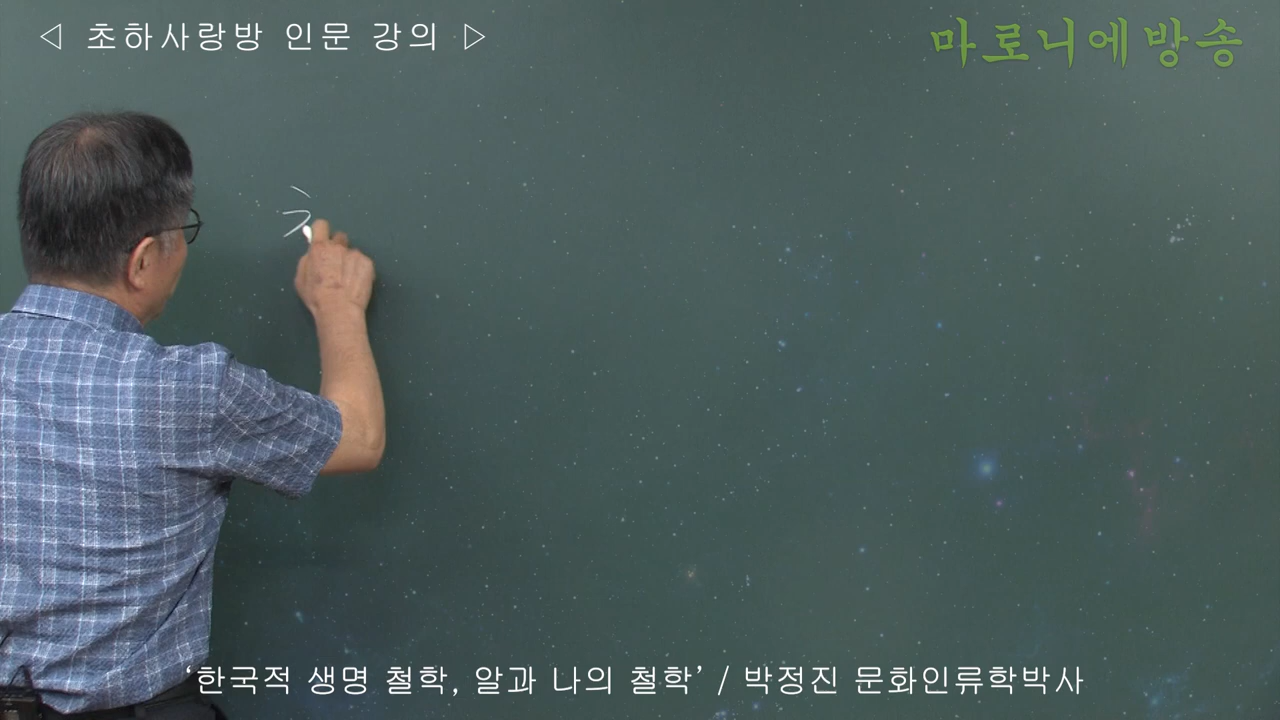 ◁ 초하사랑방 인문 강의 ▷
마로니에방송
‘한국적 생명 철학, 알과 나의 철학’ / 박정진 문화인류학박사